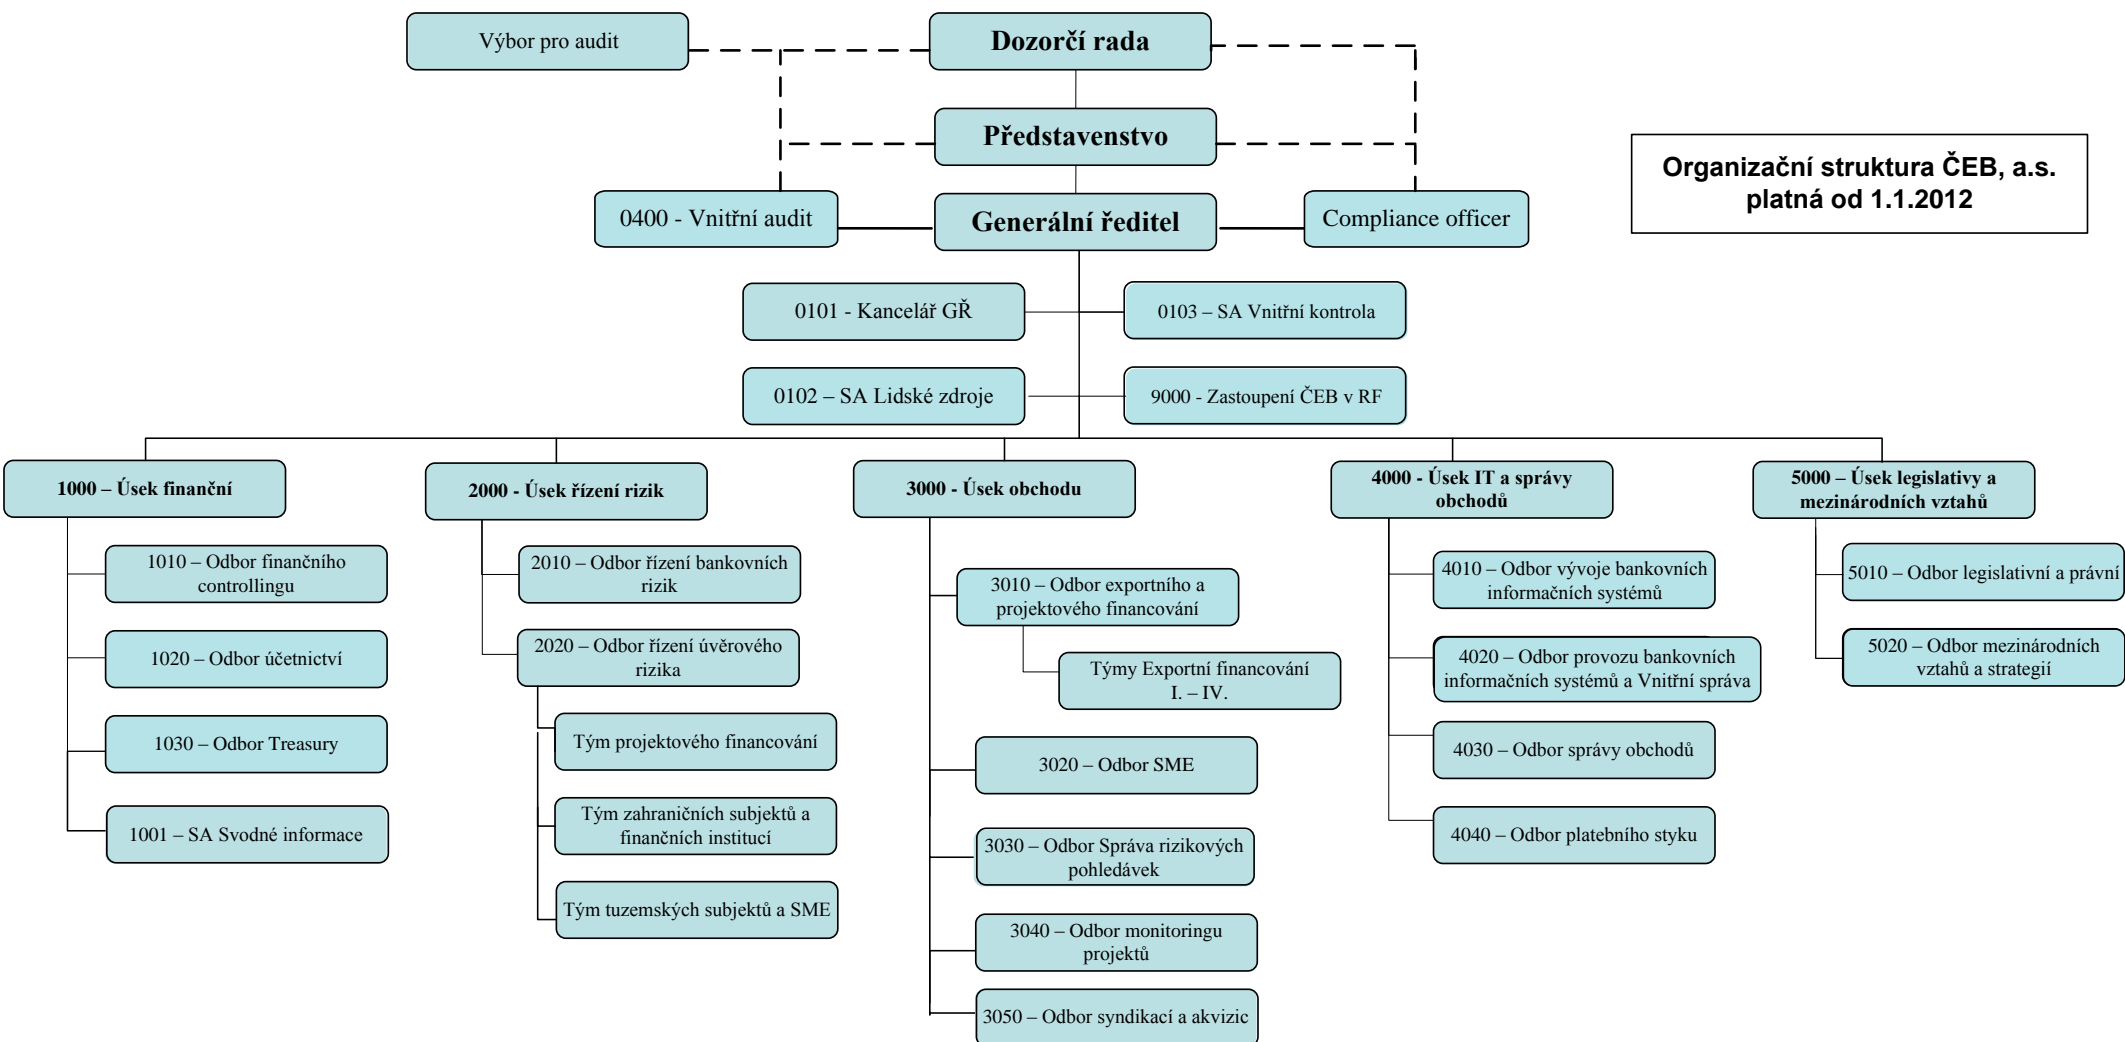 Výbor pro audit
Dozorčí rada
Představenstvo
Organizační struktura ČEB, a.s.
platná od 1.1.2012
0400 - Vnitřní audit
Generální ředitel
Compliance officer
0101 - Kancelář GŘ
0103 – SA Vnitřní kontrola
0102 – SA Lidské zdroje
9000 - Zastoupení ČEB v RF
1000 – Úsek finanční
1010 – Odbor finančního
controllingu
1020 – Odbor účetnictví
1030 – Odbor Treasury
1001 – SA Svodné informace
2000 - Úsek řízení rizik
2010 – Odbor řízení bankovních
rizik
2020 – Odbor řízení úvěrového
rizika
Tým projektového financování
Tým zahraničních subjektů a
finančních institucí
Tým tuzemských subjektů a SME
3000 - Úsek obchodu
3010 – Odbor exportního a
projektového financování
Týmy Exportní financování
I. – IV.
3020 – Odbor SME
3030 – Odbor Správa rizikových
pohledávek
3040 – Odbor monitoringu
projektů
3050 – Odbor syndikací a akvizic
4000 - Úsek IT a správy
obchodů
4010 – Odbor vývoje bankovních
informačních systémů
4020 – Odbor provozu bankovních
informačních systémů a Vnitřní správa
4030 – Odbor správy obchodů
4040 – Odbor platebního styku
5000 – Úsek legislativy a
mezinárodních vztahů
5010 – Odbor legislativní a právní
5020 – Odbor mezinárodních
vztahů a strategií